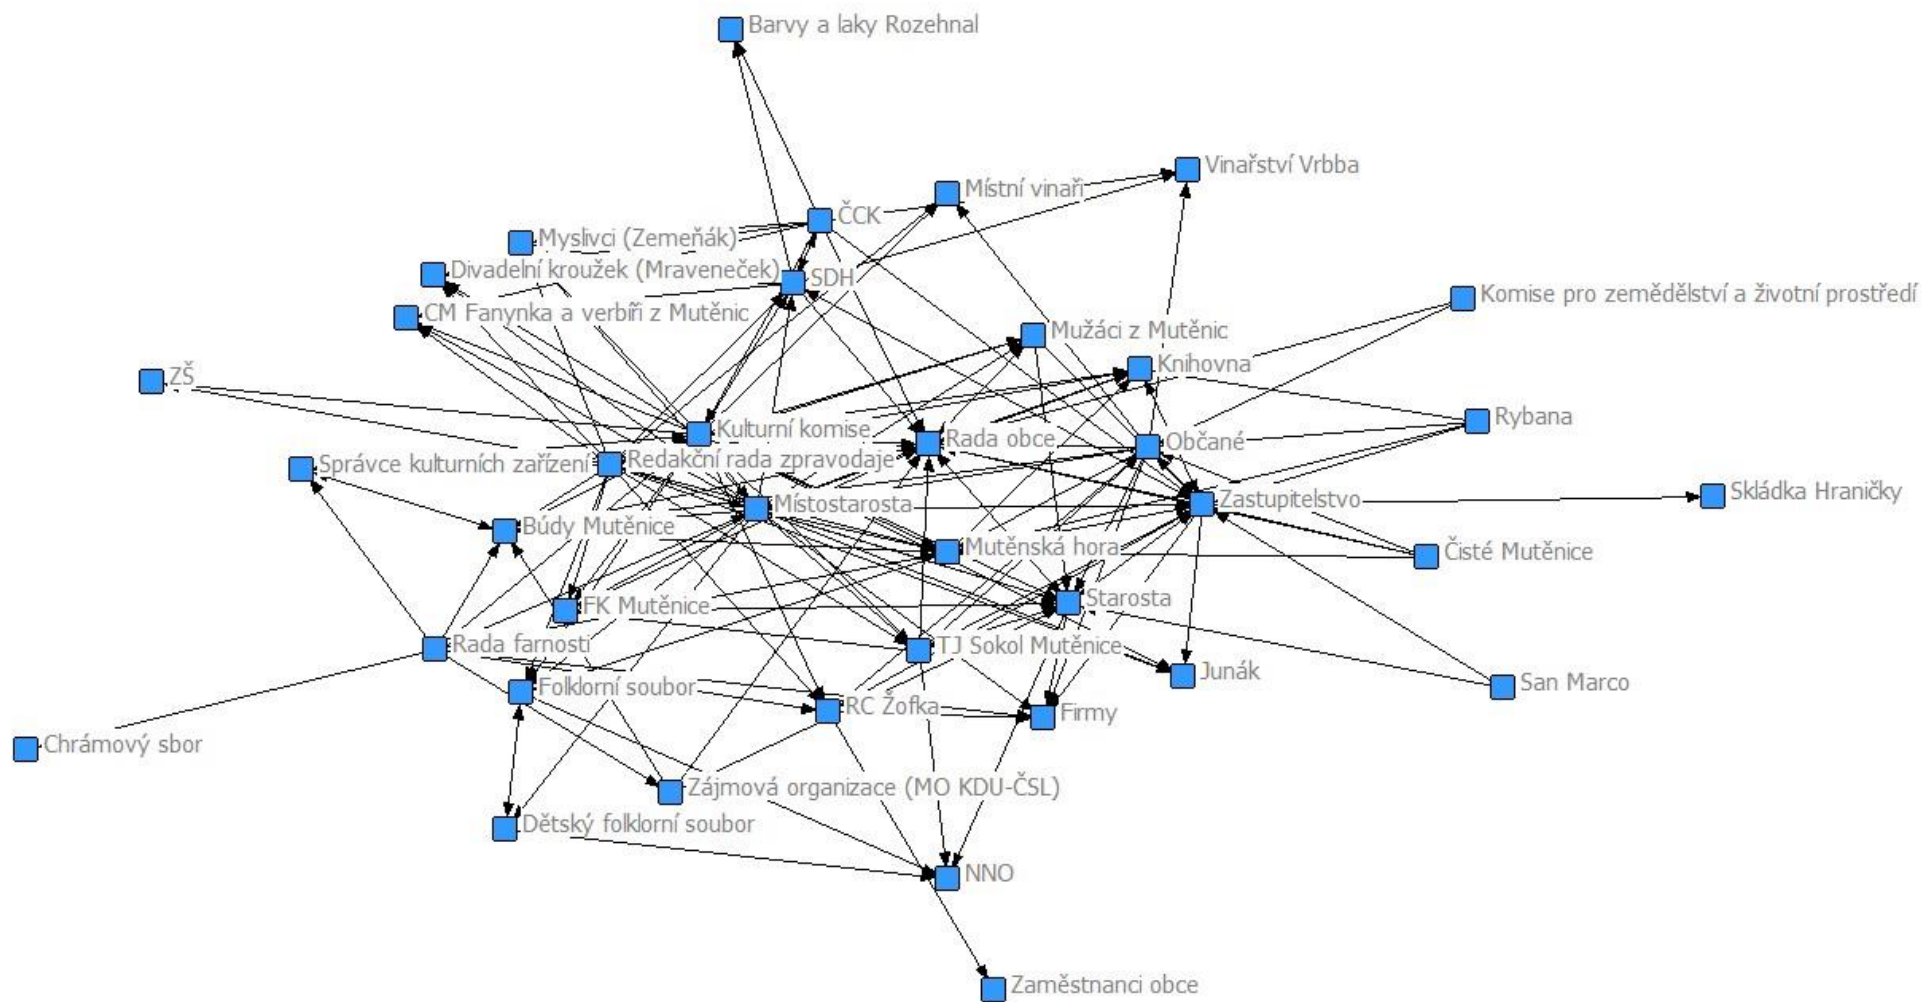 Barvy a laky Rozehnal
Vinařství Vrbba
Místní vinaři
ČCK
Myslivci (Zemeňák)
Divadelní kroužek (Mraveneček)
SDH
Komise pro zemědělství a životní prostředí
CM Fanynka a verbíři z Mutěnic
Mužáci z Mutěnic
Knihovna
ZŠ
Rybana
Kulturní komise
Rada obce
Občané
Správce kulturních zařízení
Redakční rada zpravodaje
Skládka Hraničky
Místostarosta
Zastupitelstvo
Búdy Mutěnice
Mutěnská hora
Čisté Mutěnice
FK Mutěnice
Starosta
Rada farnosti
TJ Sokol Mutěnice
Junák
San Marco
Folklorní soubor
RC Žofka
Firmy
Chrámový sbor
Zájmová organizace (MO KDU-ČSL)
Dětský folklorní soubor
NNO
Zaměstnanci obce